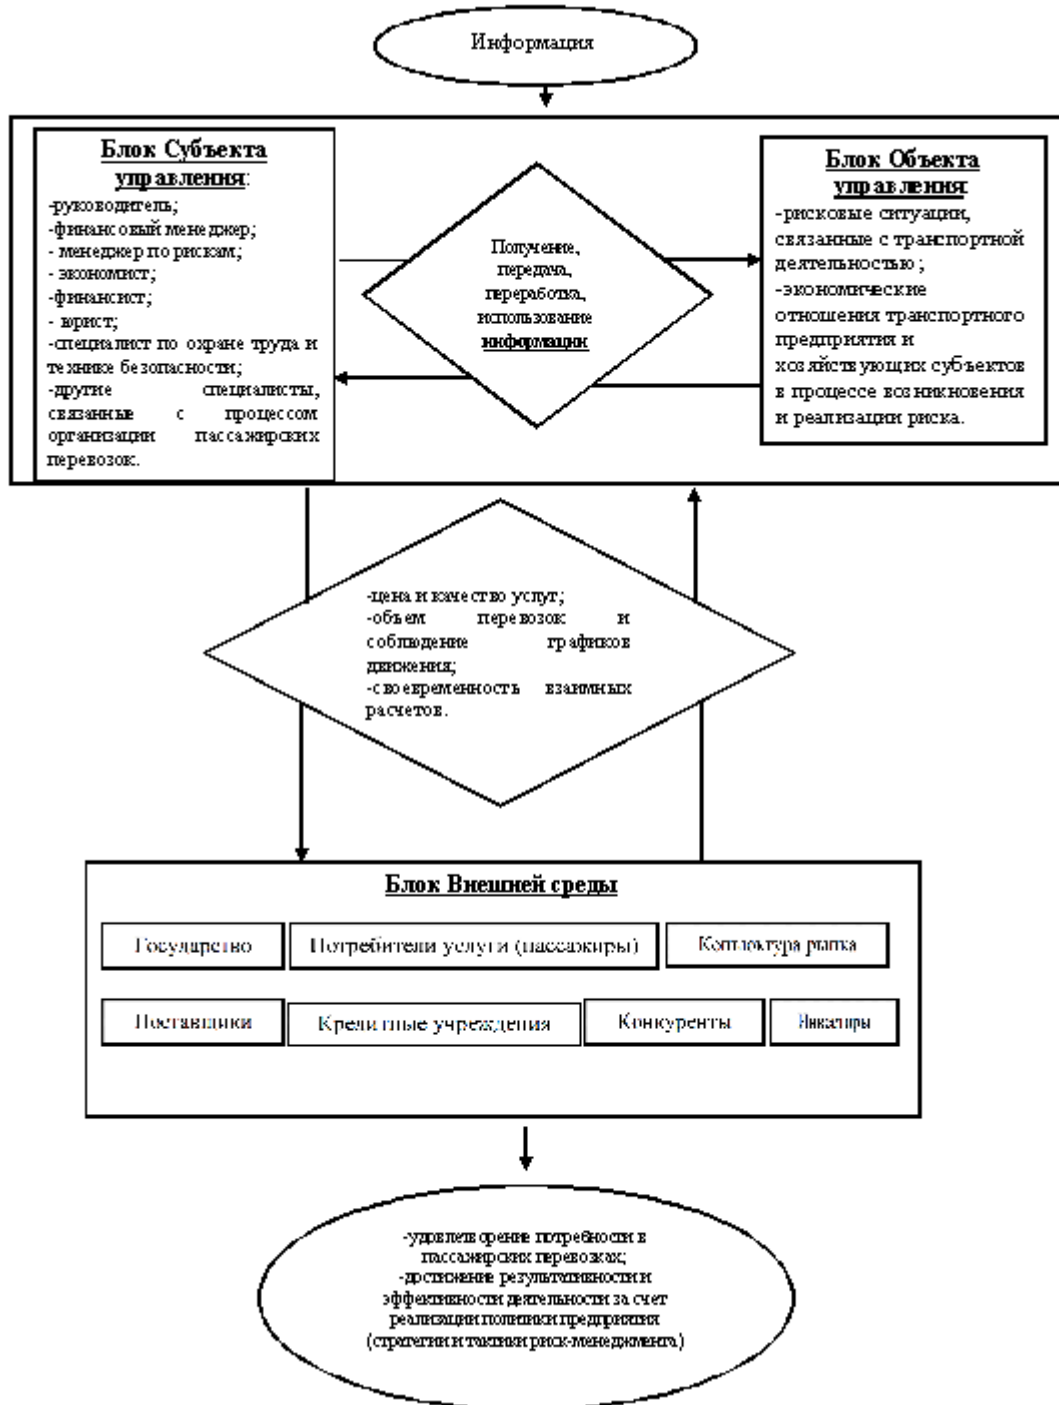 Информация
Блок Субъекта
управления:
-руководитель;
-финансовый менеджер;
- менеджер по рискам;
- экономист;
-финансист;
- юрист;
-специалист по охране труда и
технике безопасности;
-другие специалисты,
связанные с процессом
организации пассажирских
перевозок.
Получение,
передача,
переработка,
использование
информации
Блок Объекта
управления:
-рисковые ситуации,
связанные с транспортной
деятельностью;
-экономические
отношения транспортного
предприятия и
хозяйствующих субъектов
в процессе возникновения
и реализации риска.
-цена и качество услуг;
-объем перевозок и
соблюдение графиков
движения;
-своевременность взаимных
расчетов.
Блок Внешней среды
Государство
Потребители услуги (пассажиры)
Конъюктура рынка
Поставщики
Кредитные учреждения
Конкуренты
-удовлетворение потребности в
пассажирских перевозках;
-достижение результативности и
эффективности деятельности за счет
реализации политики предприятия
(стратегии и тактики риск-менеджмента)